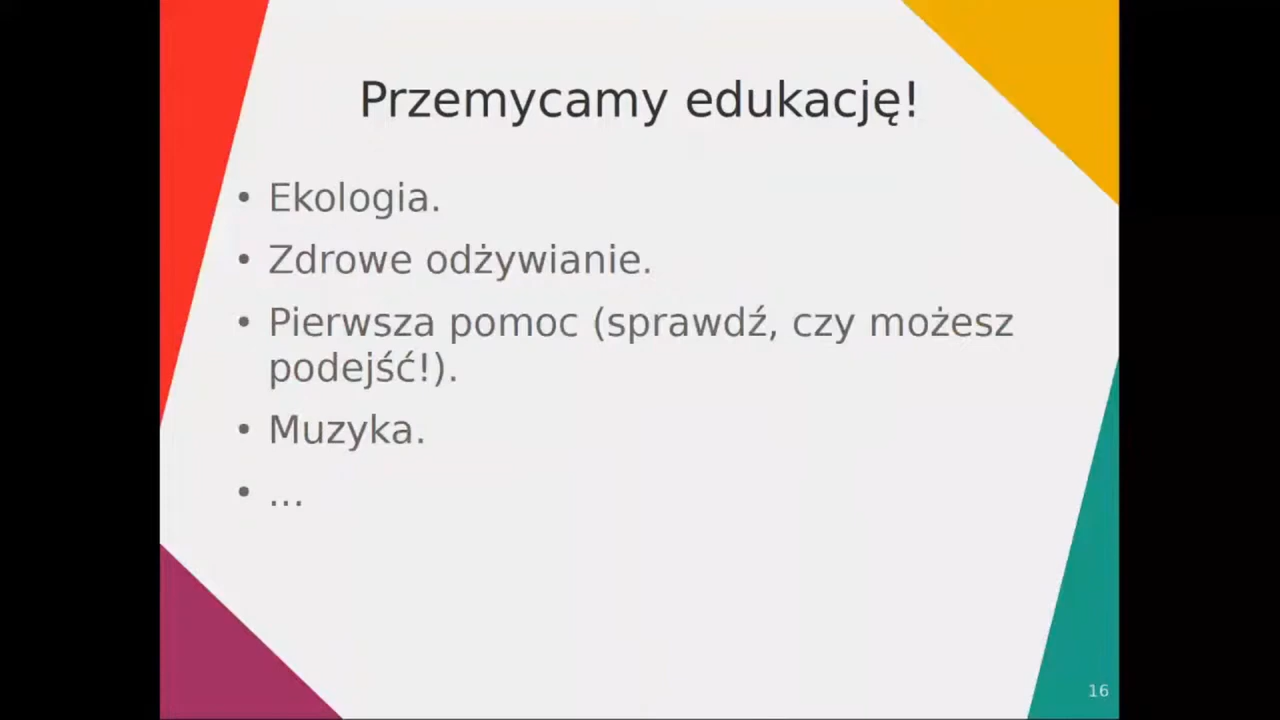 Przemycamy edukację!
• Ekologia.
• Zdrowe odżywianie.
• Pierwsza pomoc (sprawdź, czy możesz
podejść!).
• Muzyka.
• ...
16